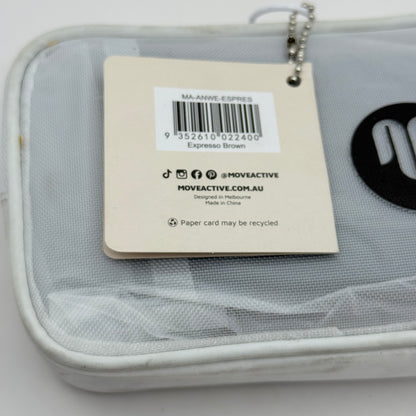 MA-ANWE-ESPRES
9 352610 022400
Expresso Brown
@MOVEACTIVE
MOVEACTIVE.COM.AU
Designed in Melbourne
Made in China
Paper card may be recycled